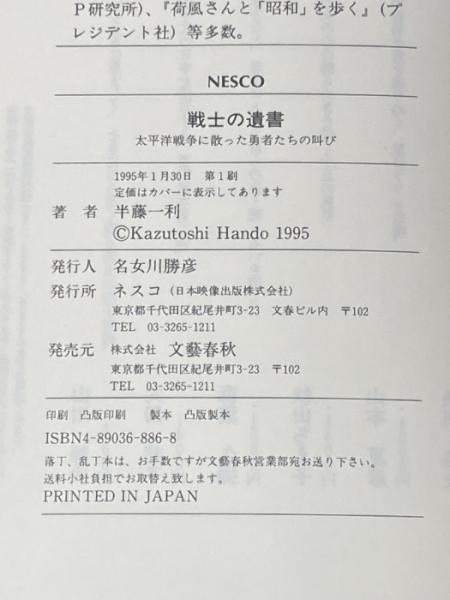 P研究所)、『荷風さんと「昭和」を歩く』(プ
レジデント社) 等多数。
NESCO
戦士の遺書
太平洋戦争に散った勇者たちの叫び
1995年1月30日 第1刷
定価はカバーに表示してあります
著者 半藤一利
©Kazutoshi Hando 1995
発行人 名女川勝彦
発行所 ネスコ(日本映像出版株式会社)
東京都千代田区紀尾井町3-23 文春ビル内 〒102
TEL 03-3265-1211
発売元 株式会社 文藝春秋
東京都千代田区紀尾井町3-23 〒102
TEL 03-3265-1211
印刷 凸版印刷 製本 凸版製本
ISBN4-89036-886-8
落丁、乱丁本は、お手数ですが文藝春秋営業部宛お送り下さい。
送料小社負担でお取替え致します。
PRINTED IN JAPAN